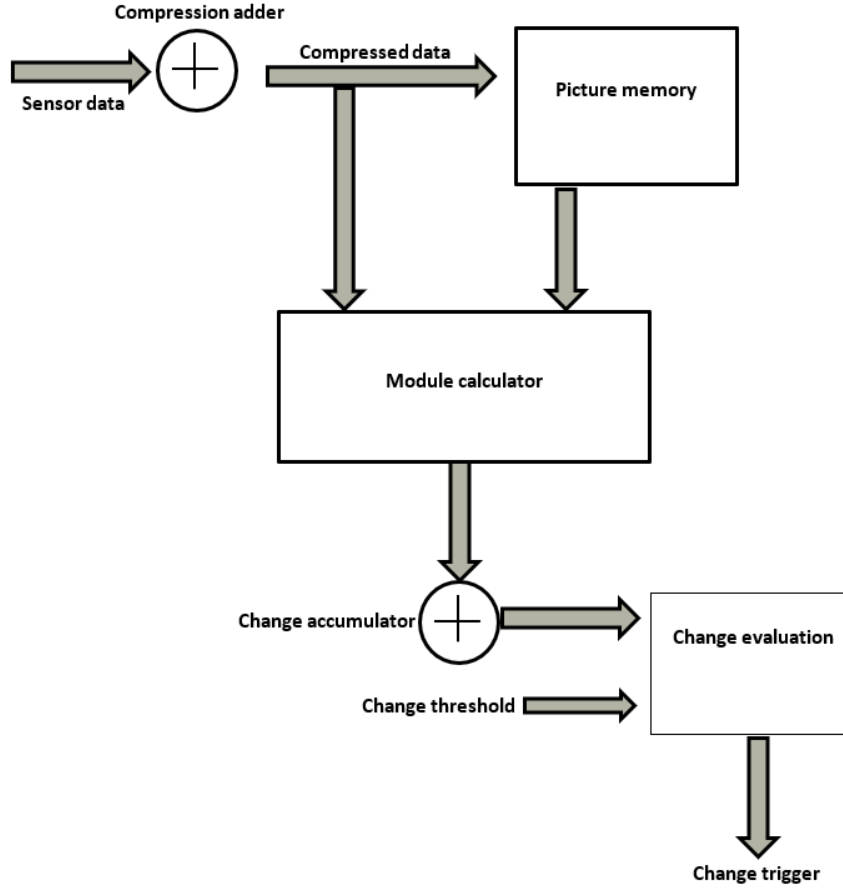 Compression adder
Compressed data
Sensor data
Picture memory
Module calculator
Change accumulator
Change evaluation
Change threshold
Change trigger